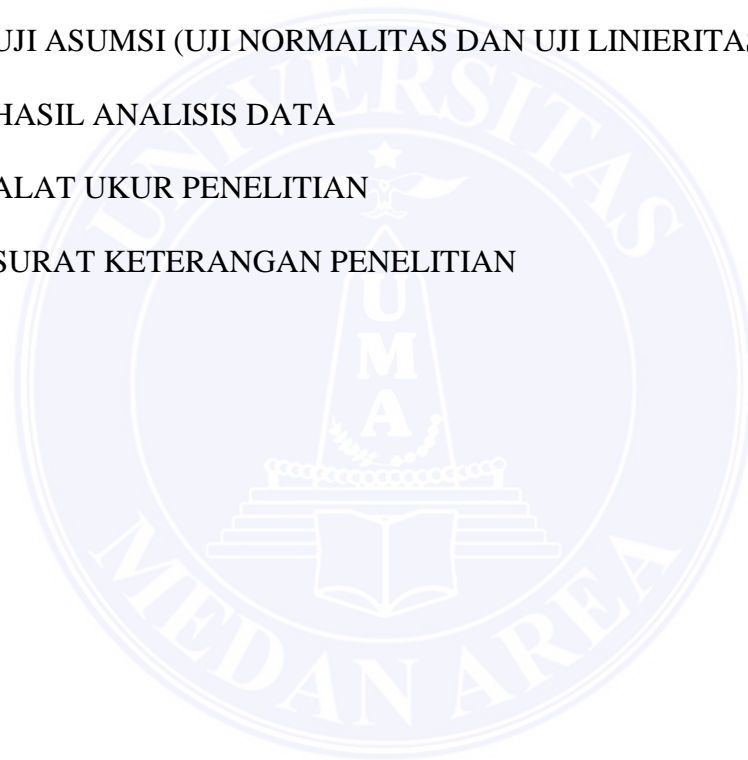 UJI ASUMSI (UJI NORMALITAS DAN UJI LINIERITAS
HASIL ANALISIS DATA
ALAT UKUR PENELITIAN
SURAT KETERANGAN PENELITIAN
UNIVERSITAS
U
M
A
MEDAN AREA